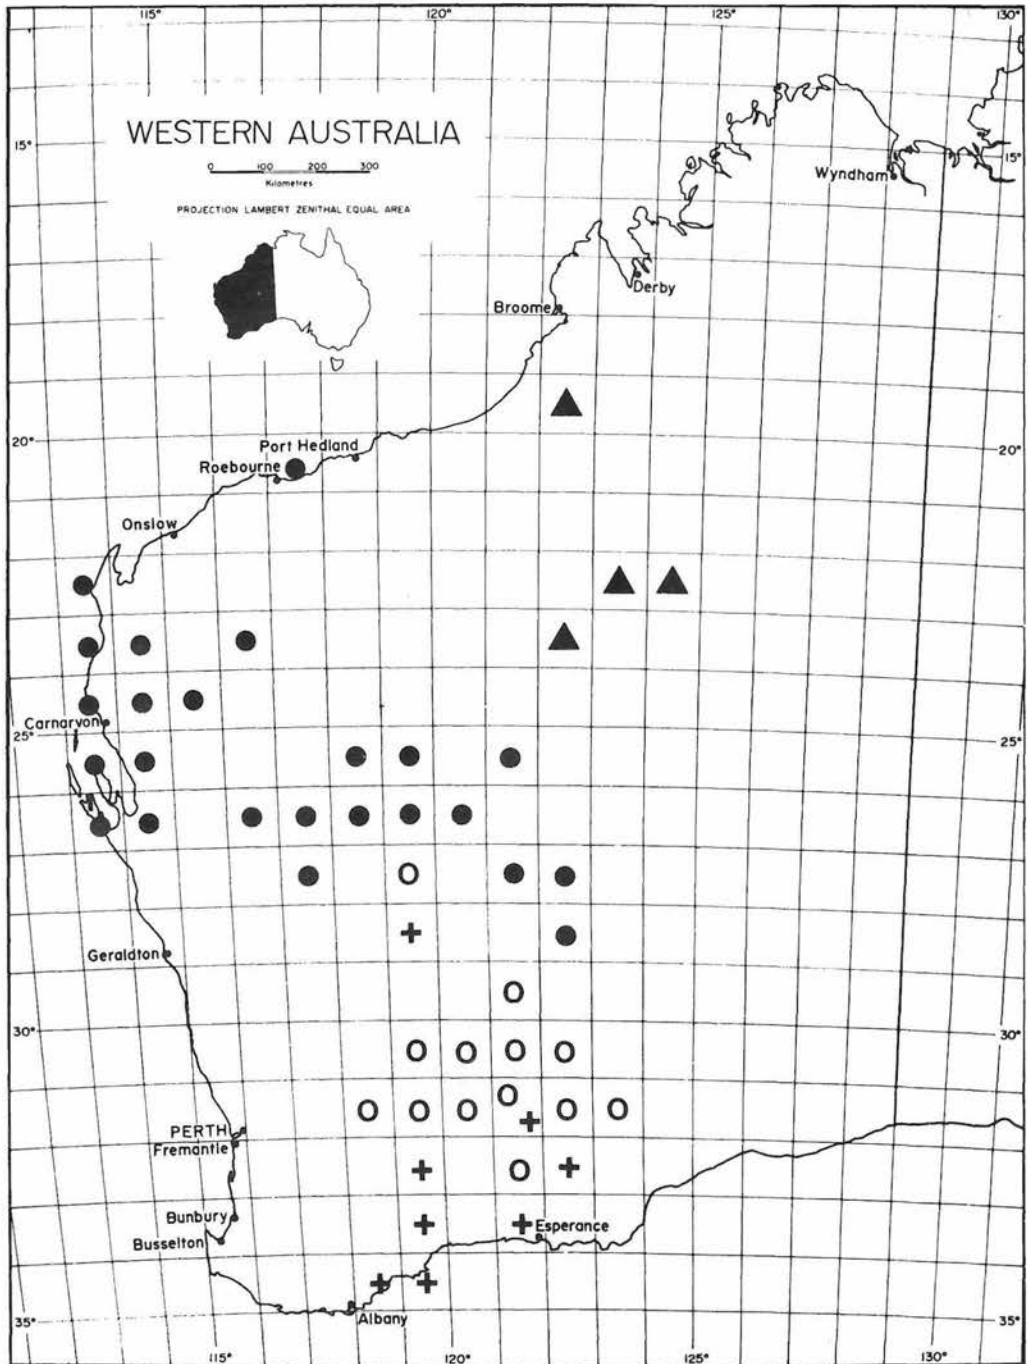 115° 120° 125° 130°
WESTERN AUSTRALIA
15° 15°
0 100 200 300
Kilometres
PROJECTION LAMBERT ZENITHAL EQUAL AREA
Wyndham
Derby
Broome
20° 20°
Port Hedland
Roebourne
Onslow
Carnarvon
25° 25°
Geraldton
30° 30°
PERTH
Fremantle
Bunbury
Esperance
Busselton
Albany
35° 35°
115° 120° 125° 130°